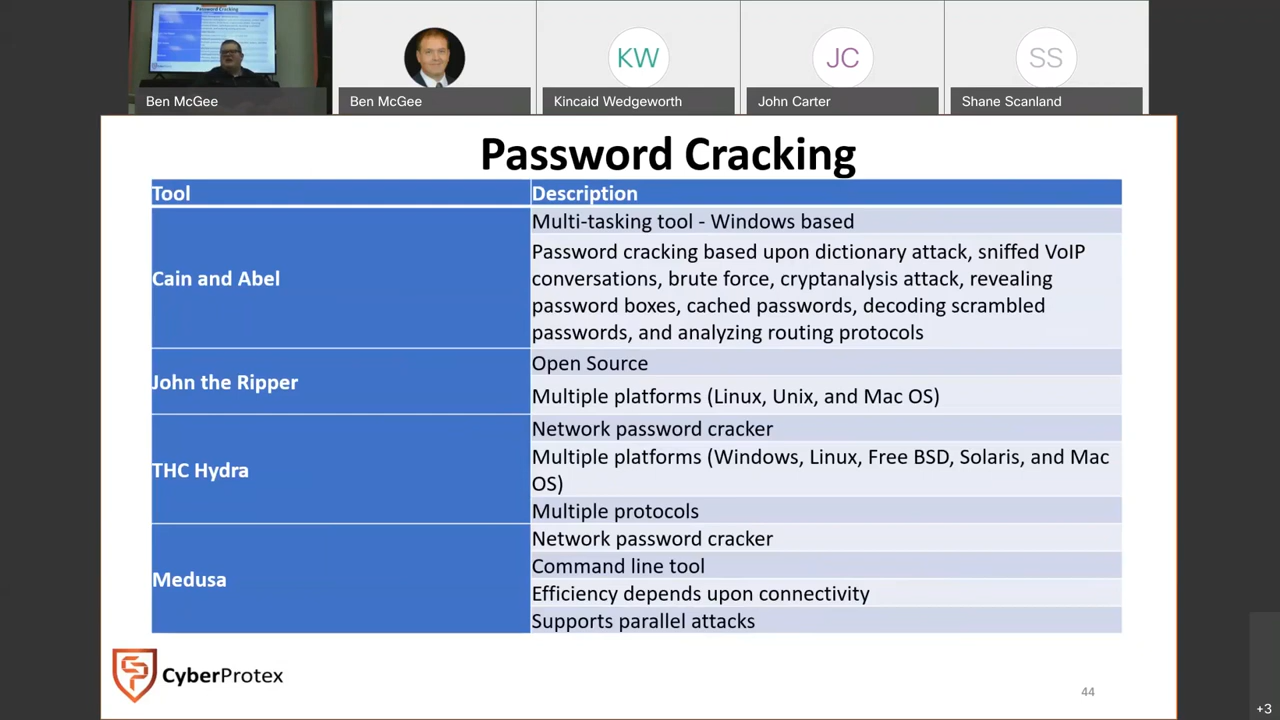 Password Cracking
Ben McGee
Ben McGee
KW
Kincaid Wedgeworth
JC
John Carter
SS
Shane Scanland
Password Cracking
Tool
Description
Cain and Abel
Multi-tasking tool - Windows based
Password cracking based upon dictionary attack, sniffed VoIP
conversations, brute force, cryptanalysis attack, revealing
password boxes, cached passwords, decoding scrambled
passwords, and analyzing routing protocols
John the Ripper
Open Source
Multiple platforms (Linux, Unix, and Mac OS)
THC Hydra
Network password cracker
Multiple platforms (Windows, Linux, Free BSD, Solaris, and Mac
OS)
Multiple protocols
Medusa
Network password cracker
Command line tool
Efficiency depends upon connectivity
Supports parallel attacks
CyberProtex
44
+3